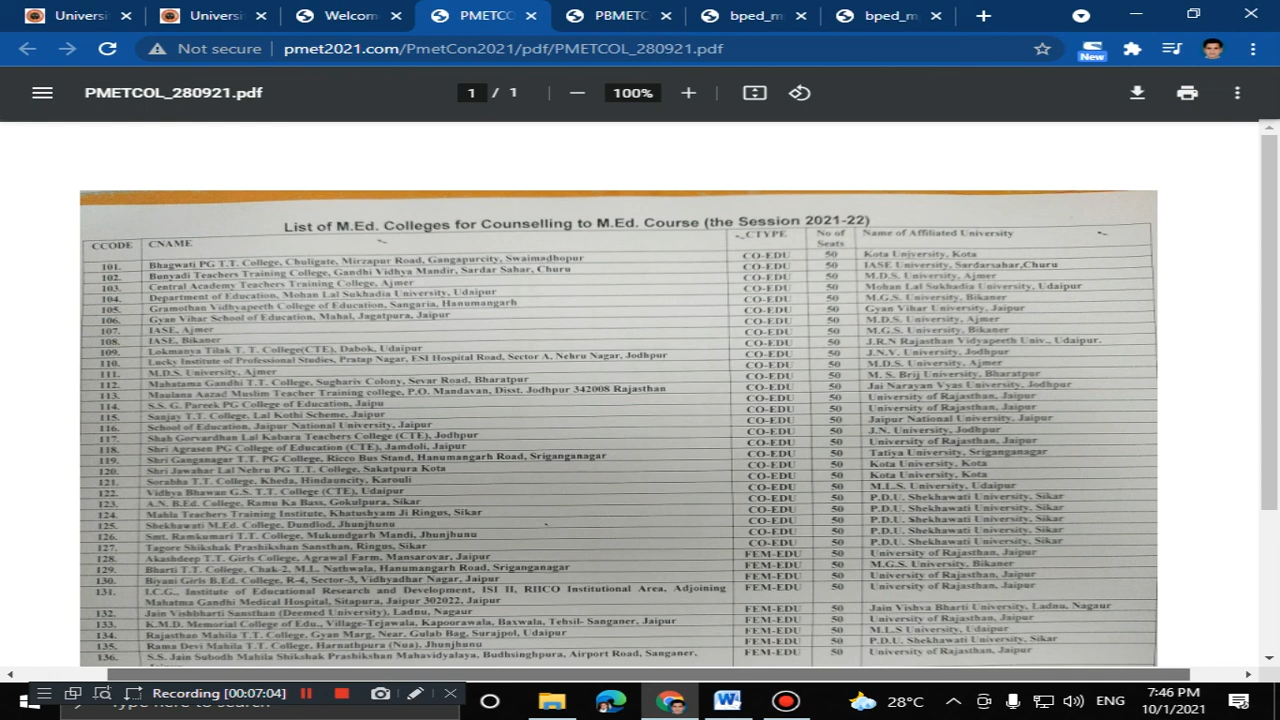 Universi
Universi
Welcom
PMETCO
PBMETC
bped_m
bped_m
Not secure
pmet2021.com/PmetCon2021/pdf/PMETCOL_280921.pdf
New
PMETCOL_280921.pdf
1 / 1
100%
List of M.Ed. Colleges for Counselling to M.Ed. Course (the Session 2021-22)
CCODE CNAME CTYPE No of Seats Name of Affiliated University
101. Bhagwati PG T.T. College, Chuligate, Mirzapur Road, Gangapurcity, Swaimadhopur CO-EDU 50 Kota University, Kota
102. Bunyadi Teachers Training College, Gandhi Vidhya Mandir, Sardar Sahar, Churu CO-EDU 50 IASE University, Sardarsahar,Churu
103. Central Academy Teachers Training College, Ajmer CO-EDU 50 M.D.S. University, Ajmer
104. Department of Education, Mohan Lal Sukhadia University, Udaipur CO-EDU 50 Mohan Lal Sukhadia University, Udaipur
105. Gramothan Vidhyapeeth College of Education, Sangaria, Hanumangarh CO-EDU 50 M.G.S. University, Bikaner
106. Gyan Vihar School of Education, Mahal, Jagatpura, Jaipur CO-EDU 50 Gyan Vihar University, Jaipur
107. IASE, Ajmer CO-EDU 50 M.D.S. University, Ajmer
108. IASE, Bikaner CO-EDU 50 M.G.S. University, Bikaner
109. Lokmanya Tilak T. T. College(CTE), Dabok, Udaipur CO-EDU 50 J.R.N Rajasthan Vidyapeeth Univ., Udaipur.
110. Lucky Institute of Professional Studies, Pratap Nagar, ESI Hospital Road, Sector A, Nehru Nagar, Jodhpur CO-EDU 50 J.N.V. University, Jodhpur
111. M.D.S. University, Ajmer CO-EDU 50 M.D.S. University, Ajmer
112. Mahatama Gandhi T.T. College, Sughariv Colony, Sevar Road, Bharatpur CO-EDU 50 M. S. Brij University, Bharatpur
113. Maulana Aazad Muslim Teacher Training college, P.O. Mandavan, Disst. Jodhpur 342008 Rajasthan CO-EDU 50 Jai Narayan Vyas University, Jodhpur
114. S.S. G. Pareek PG College of Education, Jaipu CO-EDU 50 University of Rajasthan, Jaipur
115. Sanjay T.T. College, Lal Kothi Scheme, Jaipur CO-EDU 50 University of Rajasthan, Jaipur
116. School of Education, Jaipur National University, Jaipur CO-EDU 50 Jaipur National University, Jaipur
117. Shah Gorvardhan Lal Kabara Teachers College (CTE), Jodhpur CO-EDU 50 J.N. University, Jodhpur
118. Shri Agrasen PG College of Education (CTE), Jamdoli, Jaipur CO-EDU 50 University of Rajasthan, Jaipur
119. Shri Ganganagar T.T. PG College, Ricco Bus Stand, Hanumangarh Road, Sriganganagar CO-EDU 50 Tatiya University, Sriganganagar
120. Shri Jawahar Lal Nehru PG T.T. College, Sakatpura Kota CO-EDU 50 Kota University, Kota
121. Sorabha T.T. College, Kheda, Hindauncity, Karouli CO-EDU 50 Kota University, Kota
122. Vidhya Bhawan G.S. T.T. College (CTE), Udaipur CO-EDU 50 M.L.S. University, Udaipur
123. A.N. B.Ed. College, Ramu Ka Bass, Gokulpura, Sikar CO-EDU 50 P.D.U. Shekhawati University, Sikar
124. Mahla Teachers Training Institute, Khatushyam Ji Ringus, Sikar CO-EDU 50 P.D.U. Shekhawati University, Sikar
125. Shekhawati M.Ed. College, Dundlod, Jhunjhunu CO-EDU 50 P.D.U. Shekhawati University, Sikar
126. Smt. Ramkumari T.T. College, Mukundgarh Mandi, Jhunjhunu CO-EDU 50 P.D.U. Shekhawati University, Sikar
127. Tagore Shikshak Prashikshan Sansthan, Ringus, Sikar CO-EDU 50 P.D.U. Shekhawati University, Sikar
128. Akashdeep T.T. Girls College, Agrawal Farm, Mansarovar, Jaipur FEM-EDU 50 University of Rajasthan, Jaipur
129. Bharti T.T. College, Chak-2, M.L. Nathwala, Hanumangarh Road, Sriganganagar FEM-EDU 50 M.G.S. University, Bikaner
130. Biyani Girls B.Ed. College, R-4, Sector-3, Vidhyadhar Nagar, Jaipur FEM-EDU 50 University of Rajasthan, Jaipur
131. I.C.G., Institute of Educational Research and Development, ISI II, RIICO Institutional Area, Adjoining FEM-EDU 50 University of Rajasthan, Jaipur
Mahatma Gandhi Medical Hospital, Sitapura, Jaipur 302022, Jaipur
132. Jain Vishbharti Sansthan (Deemed University), Ladnu, Nagaur FEM-EDU 50 Jain Vishva Bharti University, Ladnu, Nagaur
133. K.M.D. Memorial College of Edu., Village-Tejawala, Kapoorawala, Baxwala, Tehsil- Sanganer, Jaipur FEM-EDU 50 University of Rajasthan, Jaipur
134. Rajasthan Mahila T.T. College, Gyan Marg, Near, Gulab Bag, Surajpol, Udaipur FEM-EDU 50 M.L.S University, Udaipur
135. Rama Devi Mahila T.T. College, Harnathpura (Nua), Jhunjhunu FEM-EDU 50 P.D.U. Shekhawati University, Sikar
136. S.S. Jain Subodh Mahila Shikshak Prashikshan Mahavidyalaya, Budhsinghpura, Airport Road, Sanganer, FEM-EDU 50 University of Rajasthan, Jaipur
Recording [00:07:04]
Type here to search
28°C
ENG
7:46 PM
10/1/2021